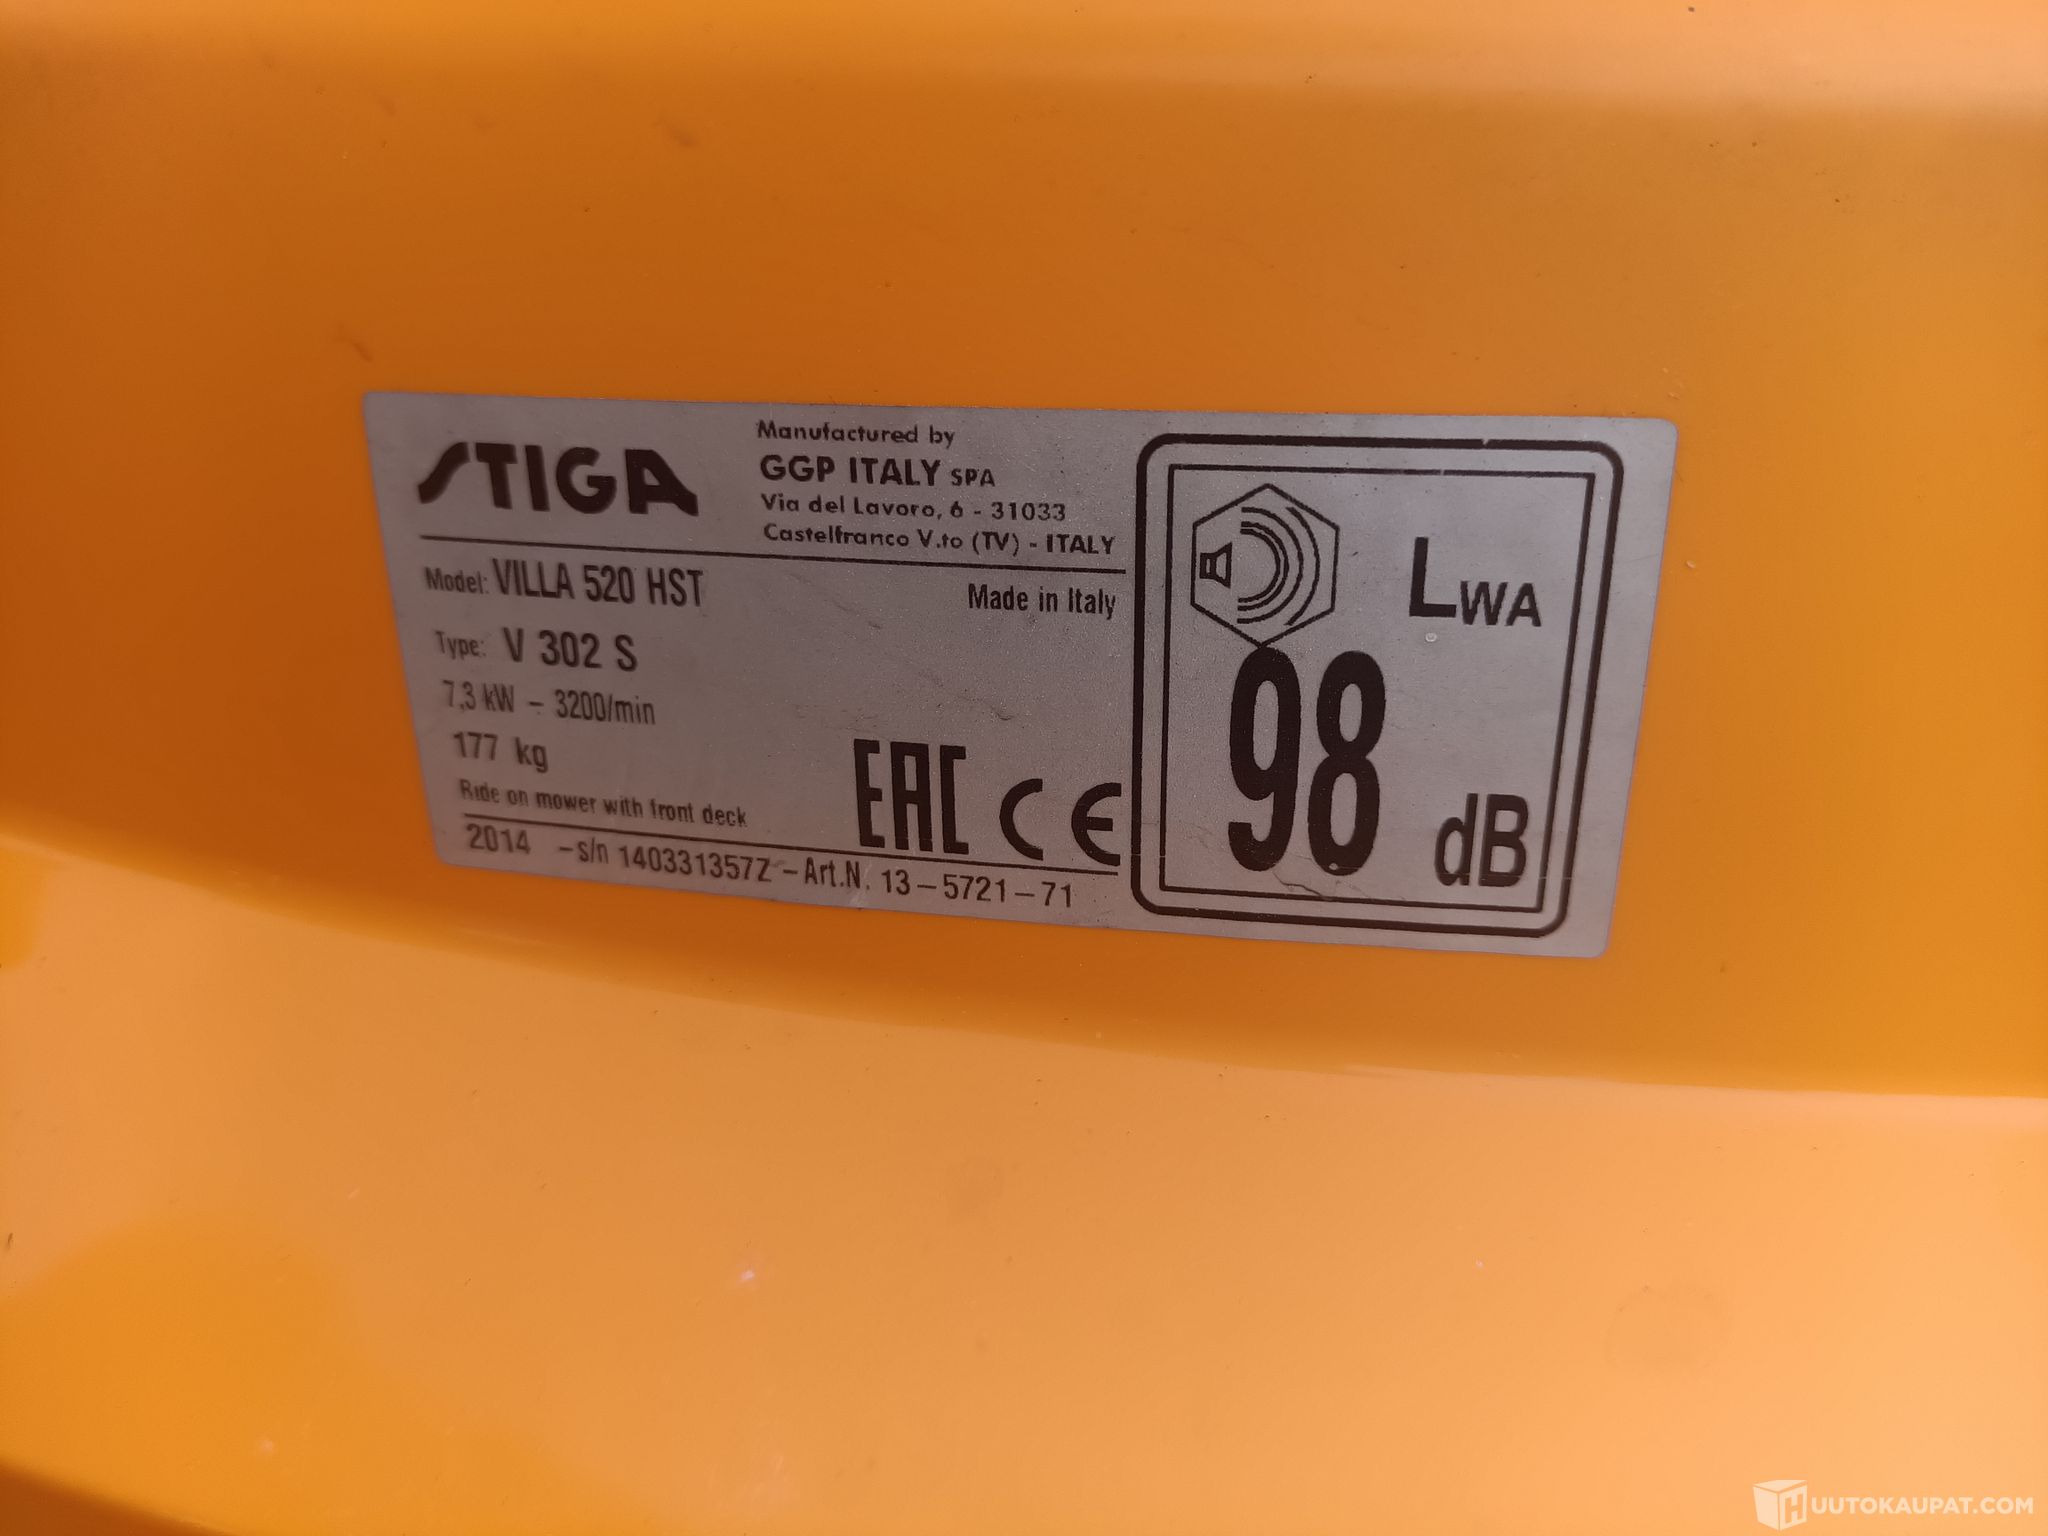 STIGA
Manufactured by
GGP ITALY SPA
Via del Lavoro, 6 - 31033
Castelfranco V.to (TV) - ITALY
Model: VILLA 520 HST
Made in Italy
Type: V 302 S
7,3 kW - 3200/min
177 kg
Ride on mower with front deck
EAC CE
2014 -s/n 140331357Z-Art.N. 13-5721-71
LWA
98
dB
HUUTOKAUPAT.COM